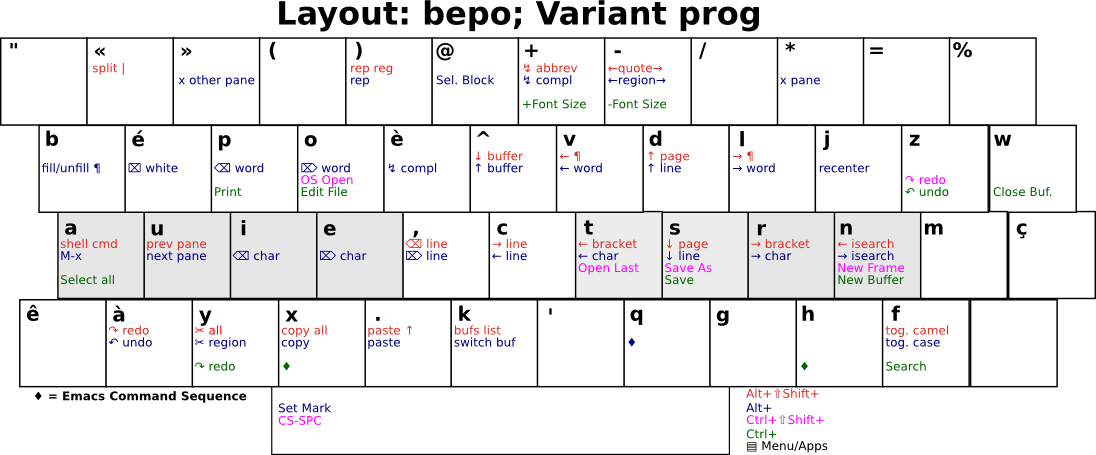 Layout: bepo; Variant prog
" « » ( ) @ + - / * = %
split | rep reg ↯ abbrev ←quote→
x other pane rep Sel. Block ↯ compl ←region→ x pane
+Font Size -Font Size
b é p o è ^ v d l j z w
↓ buffer ← ¶ ↑ page → ¶
fill/unfill ¶ ⌧ white ⌫ word ⌦ word ↯ compl ↑ buffer ← word ↑ line → word recenter
OS Open ↷ redo
Print Edit File ↶ undo Close Buf.
a u i e , c t s r n m ç
shell cmd prev pane ⌫ line → line ← bracket ↓ page → bracket ← isearch
M-x next pane ⌫ char ⌦ char ⌦ line ← line ← char ↓ line → char → isearch
Open Last Save As New Frame
Select all Save New Buffer
ê à y x . k ' q g h f
↷ redo ✂ all copy all paste ↑ bufs list tog. camel
↶ undo ✂ region copy paste switch buf ♦ tog. case
↷ redo ♦ ♦ Search
♦ = Emacs Command Sequence
Set Mark
CS-SPC
Alt+⇧Shift+
Alt+
Ctrl+⇧Shift+
Ctrl+
▤ Menu/Apps